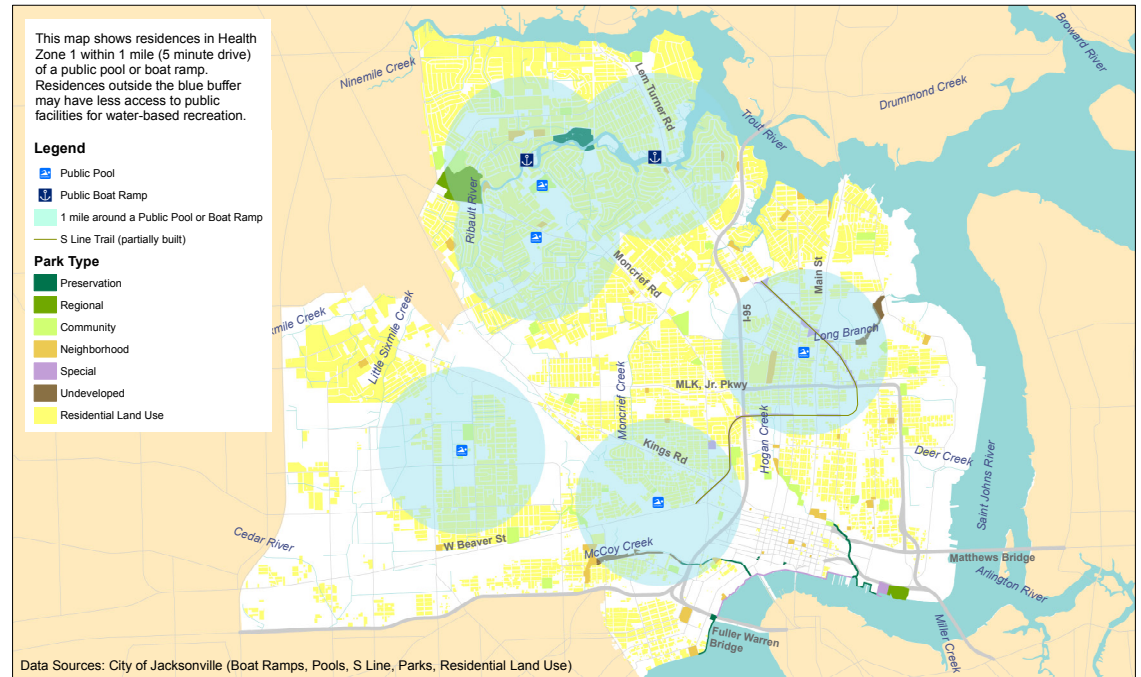 This map shows residences in Health
Zone 1 within 1 mile (5 minute drive)
of a public pool or boat ramp.
Residences outside the blue buffer
may have less access to public
facilities for water-based recreation.
Legend
Public Pool
Public Boat Ramp
1 mile around a Public Pool or Boat Ramp
S Line Trail (partially built)
Park Type
Preservation
Regional
Community
Neighborhood
Special
Undeveloped
Residential Land Use
Ninemile Creek
Lem Turner Rd
Broward River
Drummond Creek
Trout River
Ribault River
Moncrief Rd
Main St
I-95
Long Branch
xmile Creek
Little Sixmile Creek
Moncrief Creek
MLK, Jr. Pkwy
Hogan Creek
Kings Rd
Deer Creek
Saint Johns River
Cedar River
W Beaver St
McCoy Creek
Matthews Bridge
Arlington River
Miller Creek
Fuller Warren
Bridge
Data Sources: City of Jacksonville (Boat Ramps, Pools, S Line, Parks, Residential Land Use)